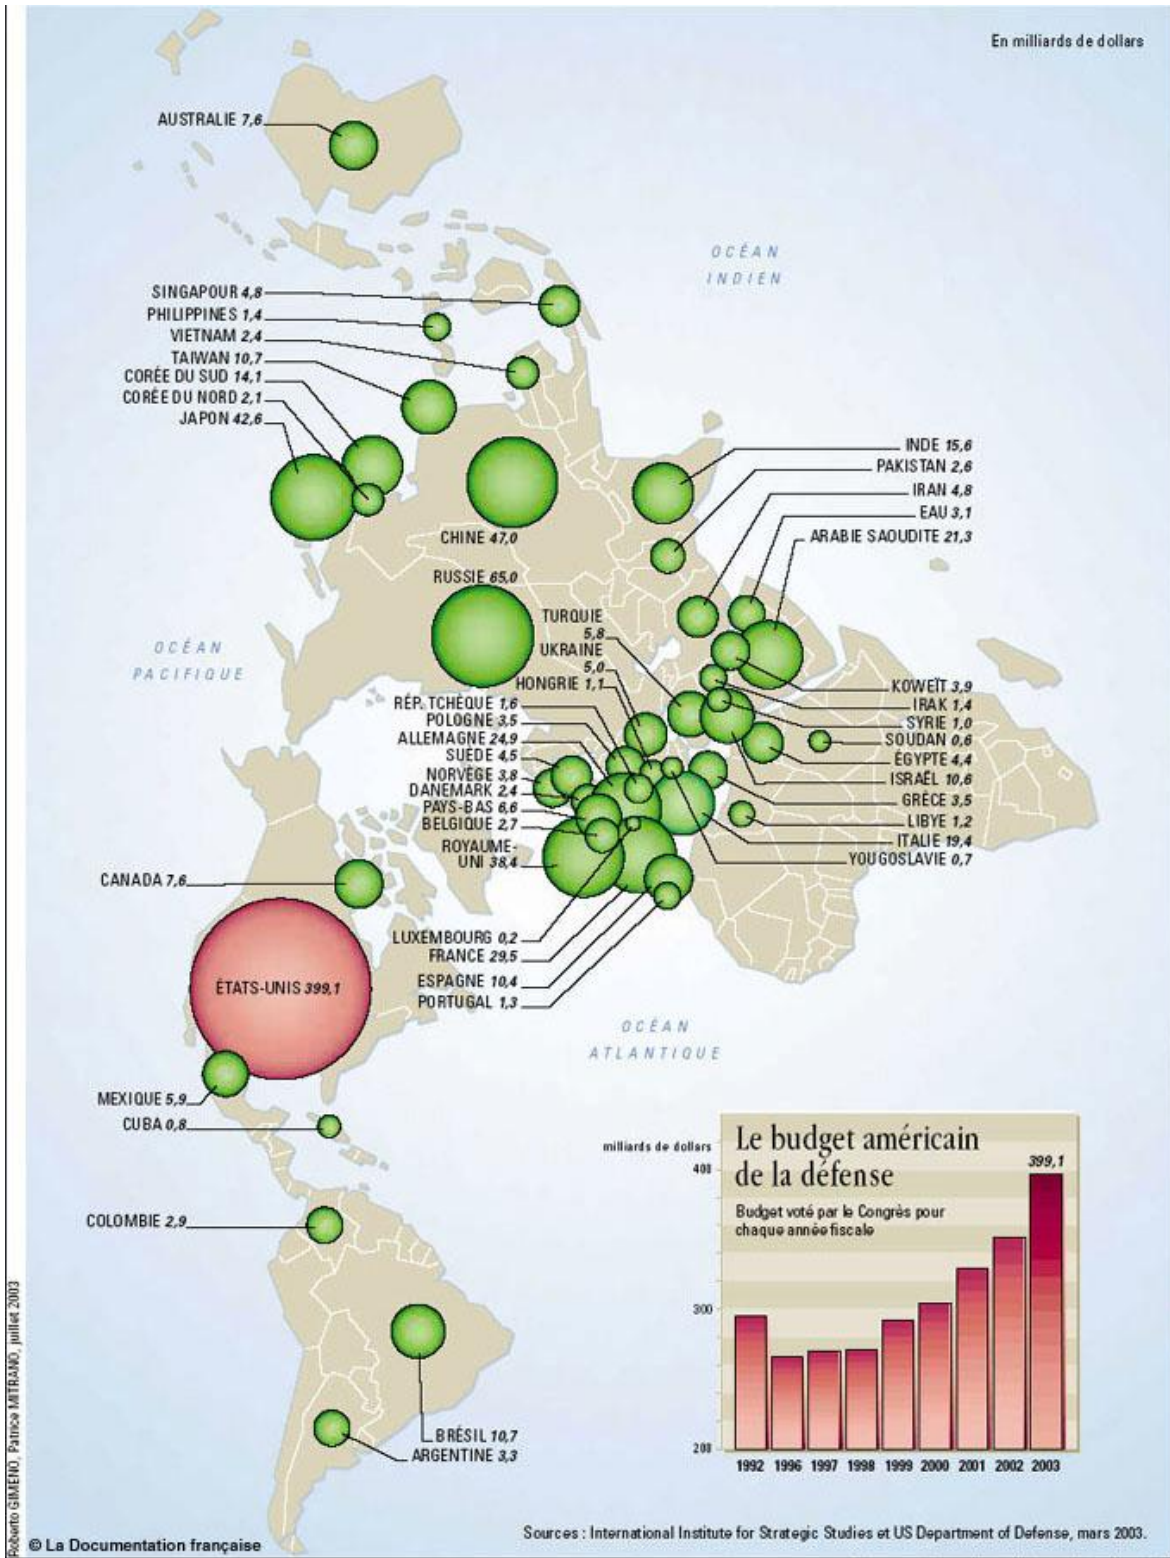 En milliards de dollars
AUSTRALIE 7,6
OCÉAN
INDIEN
SINGAPOUR 4,8
PHILIPPINES 1,4
VIETNAM 2,4
TAIWAN 10,7
CORÉE DU SUD 14,1
CORÉE DU NORD 2,1
JAPON 42,6
INDE 15,6
PAKISTAN 2,6
IRAN 4,8
EAU 3,1
ARABIE SAOUDITE 21,3
CHINE 47,0
RUSSIE 65,0
OCÉAN
PACIFIQUE
TURQUIE
5,8
UKRAINE
5,0
HONGRIE 1,1
RÉP. TCHÈQUE 1,6
POLOGNE 3,5
ALLEMAGNE 24,9
SUÈDE 4,5
NORVÈGE 3,8
DANEMARK 2,4
PAYS-BAS 6,6
BELGIQUE 2,7
ROYAUME-
UNI 38,4
KOWEÏT 3,9
IRAK 1,4
SYRIE 1,0
SOUDAN 0,6
ÉGYPTE 4,4
ISRAËL 10,6
GRÈCE 3,5
LIBYE 1,2
ITALIE 19,4
YOUGOSLAVIE 0,7
CANADA 7,6
LUXEMBOURG 0,2
FRANCE 29,5
ESPAGNE 10,4
PORTUGAL 1,3
ÉTATS-UNIS 399,1
OCÉAN
ATLANTIQUE
MEXIQUE 5,9
CUBA 0,8
COLOMBIE 2,9
BRÉSIL 10,7
ARGENTINE 3,3
milliards de dollars
Le budget américain
de la défense
Budget voté par le Congrès pour
chaque année fiscale
399,1
400
300
200
1992 1996 1997 1998 1999 2000 2001 2002 2003
Roberto GIMENO, Patrice MITRANO, juillet 2003
© La Documentation française
Sources : International Institute for Strategic Studies et US Department of Defense, mars 2003.